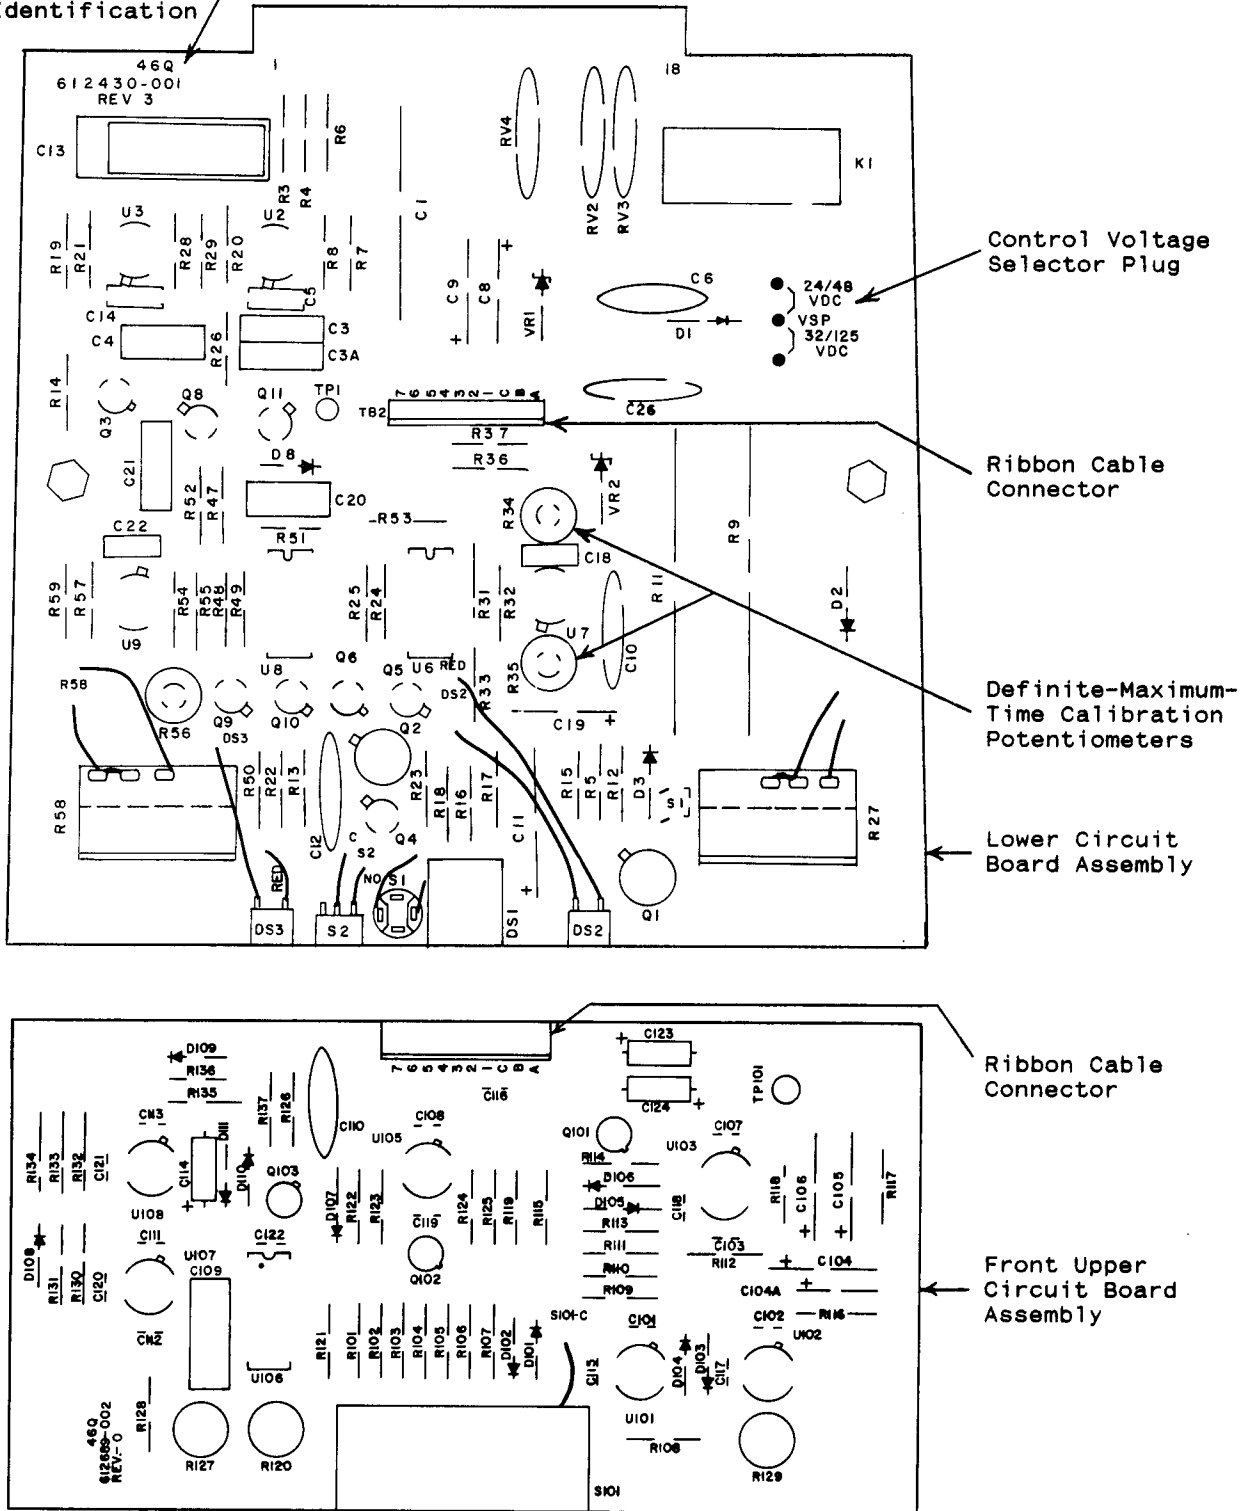 Identification
46Q
612430-001
REV 3
1
18
C13
R3
R4
R6
C1
RV4
RV2
RV3
K1
U3
U2
R19
R21
R28
R29
R20
R8
R7
C9
C8
+
+
VR1
C6
D1
24/48
VDC
VSP
32/125
VDC
Control Voltage
Selector Plug
C14
C5
C4
R26
C3
C3A
R14
Q3
Q8
Q11
TP1
TB2
7 6 5 4 3 2 1 C B A
C26
R37
R36
Ribbon Cable
Connector
C21
D8
R52
R47
C20
R51
R53
R34
VR2
C18
R9
R11
C22
R59
R57
R54
R55
R48
R49
R25
R24
R31
R32
U9
U8
U6
U7
C10
D2
R58
R56
Q9
Q10
Q6
Q5
RED
DS2
R33
R35
C19
+
Definite-Maximum-
Time Calibration
Potentiometers
DS3
Q2
R58
R50
R22
R13
C12
R23
R18
R16
R17
C11
+
R15
R5
R12
D3
S1
R27
Q4
C
S2
NO
S1
RED
DS3
S2
DS1
DS2
Q1
Lower Circuit
Board Assembly
Ribbon Cable
Connector
7 6 5 4 3 2 1 C B A
C116
D109
R136
R135
R137
R126
C110
C123
+
C124
+
TP101
C113
R134
R133
R132
C121
C114
+
D111
D110
Q103
U108
U105
C108
D107
R122
R123
C119
Q102
R124
R125
R119
R115
Q101
R114
D106
D105
R113
R111
R110
R109
C118
U103
C107
C103
R112
R118
C106
+
C105
+
R117
C104
+
C104A
+
R116
D108
R131
R130
C120
C111
C112
U107
C109
C122
U106
R121
R101
R102
R103
R104
R105
R106
R107
D102
D101
S101-C
C101
C115
U101
D104
D103
C117
C102
U102
Front Upper
Circuit Board
Assembly
46Q
612689-002
REV.-0
R128
R127
R120
S101
R108
R129